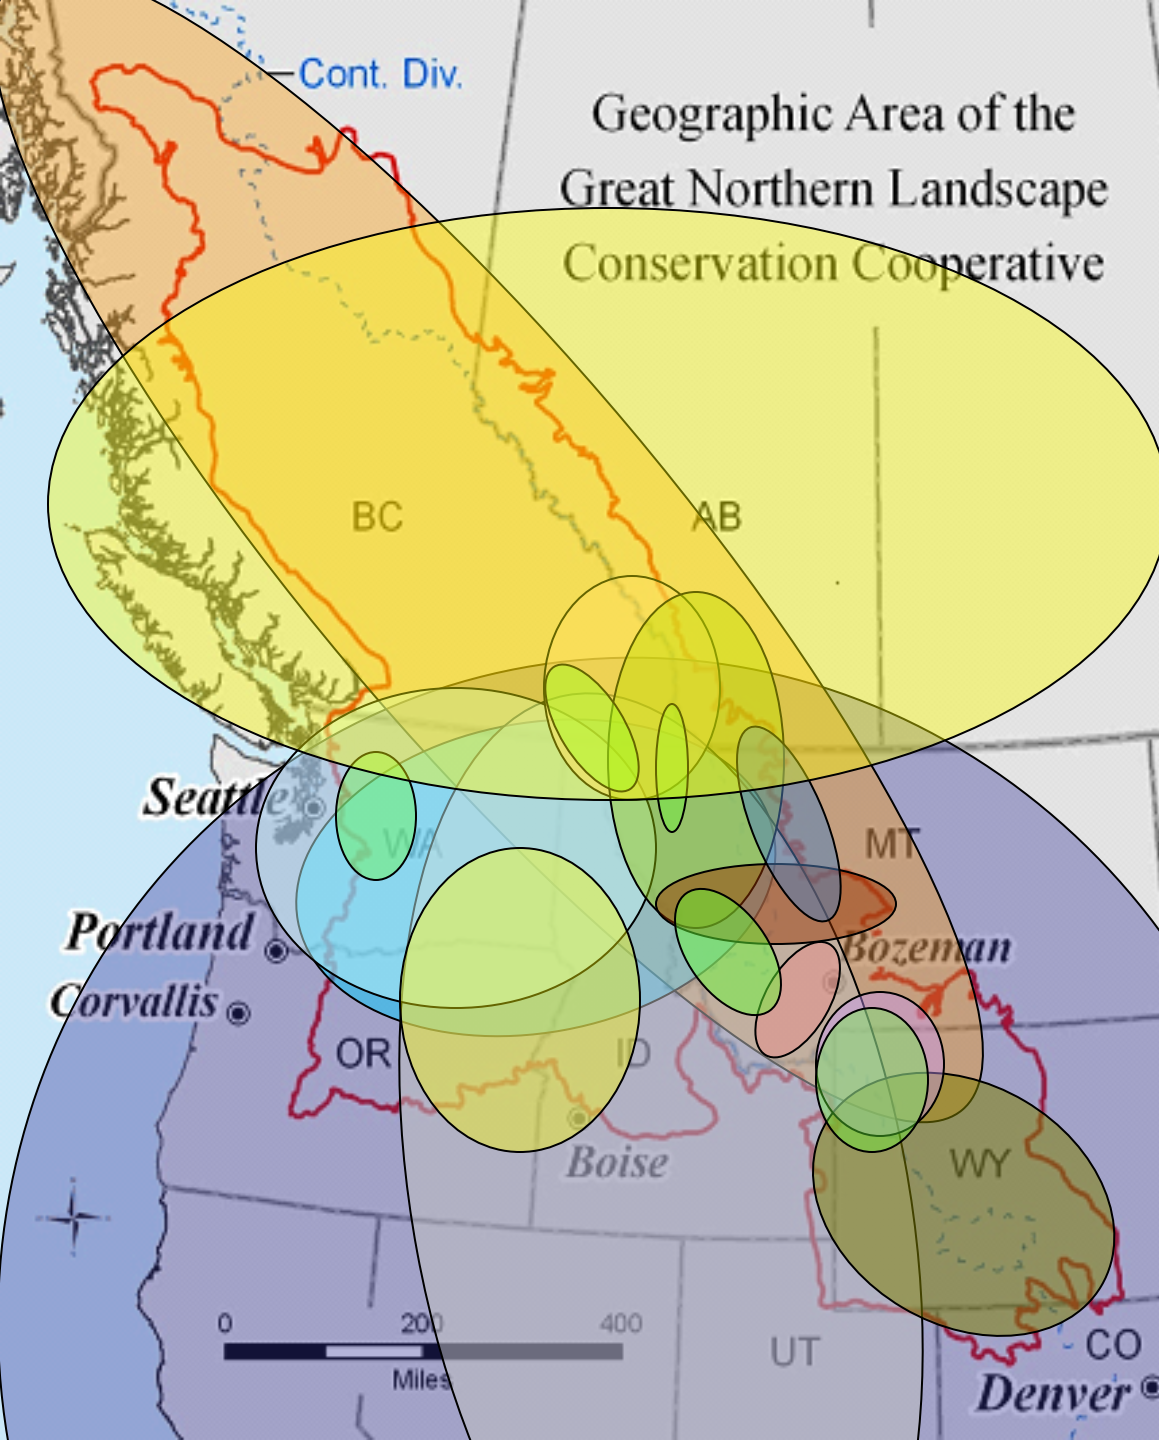 Cont. Div.
Geographic Area of the
Great Northern Landscape
Conservation Cooperative
BC
AB
Seattle
WA
MT
Portland
Bozeman
Corvallis
OR
ID
Boise
WY
0 200 400
Miles
UT
CO
Denver